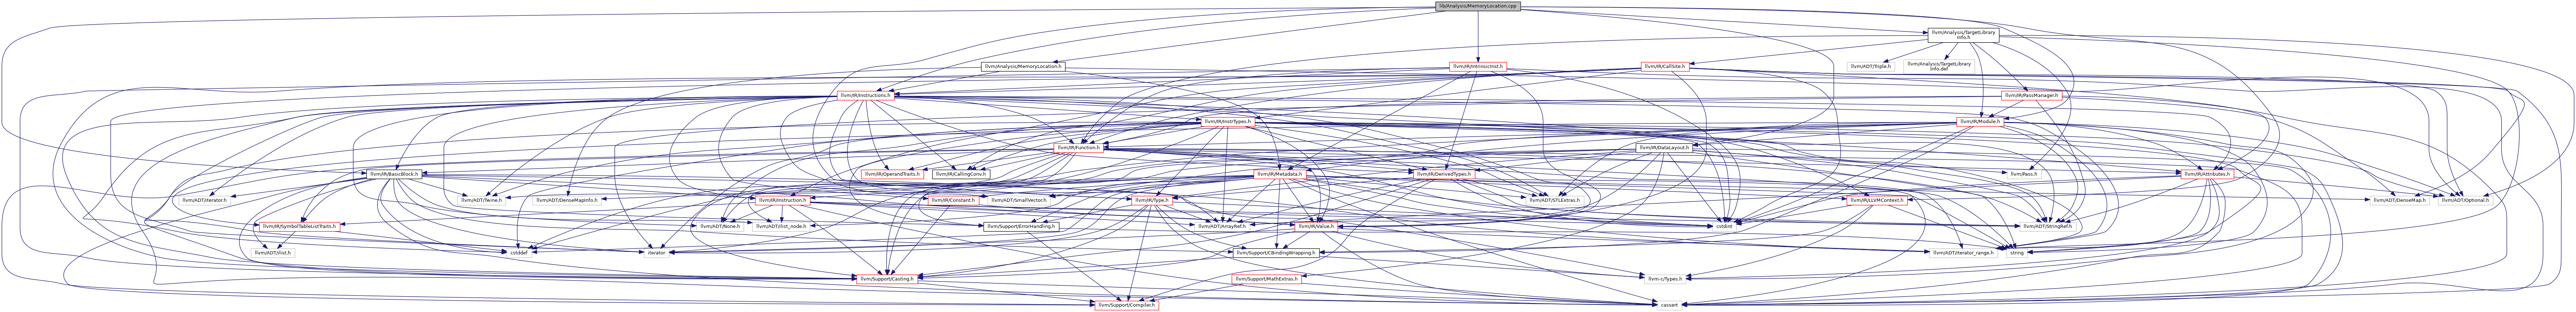 lib/Analysis/MemoryLocation.cpp
llvm/Analysis/TargetLibrary
Info.h
llvm/Analysis/MemoryLocation.h
llvm/IR/IntrinsicInst.h
llvm/IR/CallSite.h
llvm/ADT/Triple.h
llvm/Analysis/TargetLibrary
Info.def
llvm/IR/Instructions.h
llvm/IR/PassManager.h
llvm/IR/InstrTypes.h
llvm/IR/Module.h
llvm/IR/Function.h
llvm/IR/DataLayout.h
llvm/IR/BasicBlock.h
llvm/IR/OperandTraits.h
llvm/IR/CallingConv.h
llvm/IR/Metadata.h
llvm/IR/DerivedTypes.h
llvm/Pass.h
llvm/IR/Attributes.h
llvm/ADT/iterator.h
llvm/ADT/Twine.h
llvm/ADT/DenseMapInfo.h
llvm/IR/Instruction.h
llvm/IR/Constant.h
llvm/ADT/SmallVector.h
llvm/IR/Type.h
llvm/ADT/STLExtras.h
llvm/IR/LLVMContext.h
llvm/ADT/DenseMap.h
llvm/ADT/Optional.h
llvm/IR/SymbolTableListTraits.h
llvm/ADT/None.h
llvm/ADT/ilist_node.h
llvm/Support/ErrorHandling.h
llvm/ADT/ArrayRef.h
llvm/IR/Value.h
cstdint
llvm/ADT/StringRef.h
llvm/ADT/ilist.h
cstddef
iterator
llvm/Support/CBindingWrapping.h
llvm/ADT/iterator_range.h
string
llvm/Support/Casting.h
llvm/Support/MathExtras.h
llvm-c/Types.h
llvm/Support/Compiler.h
cassert